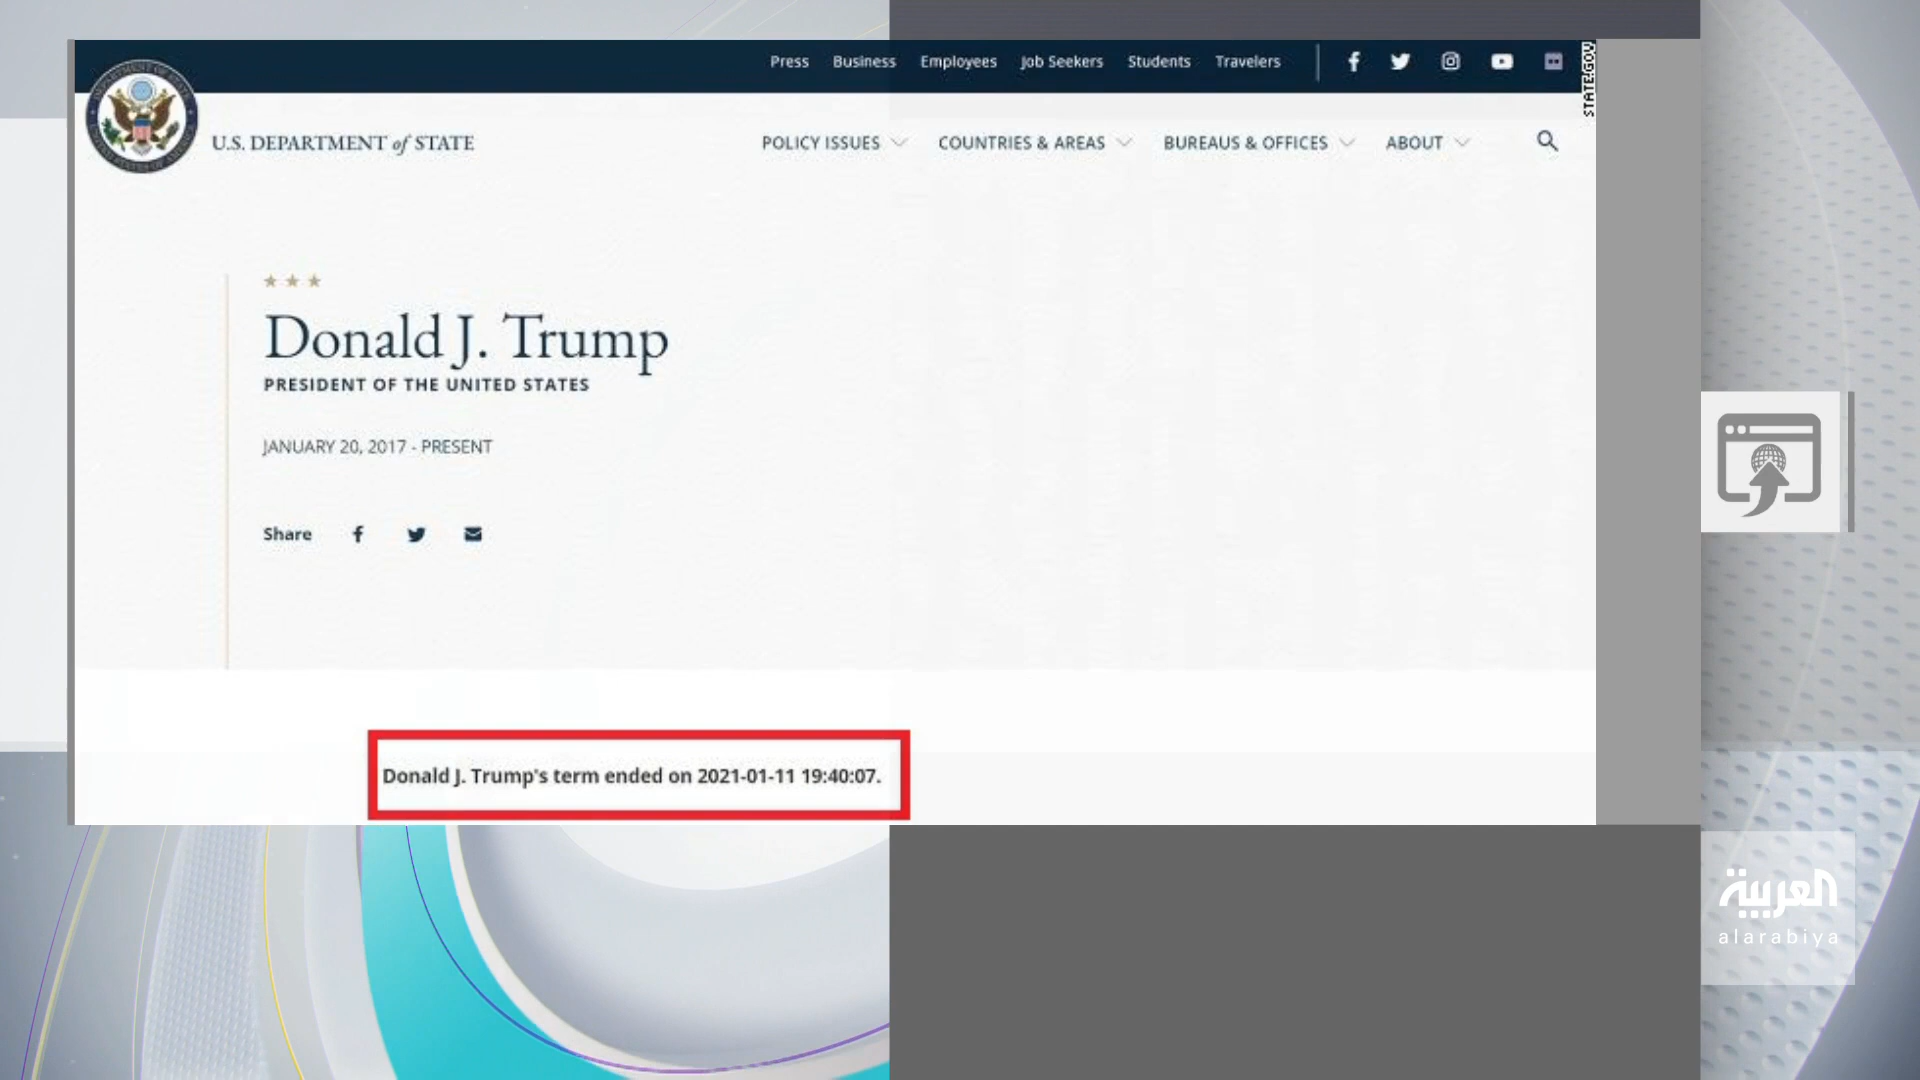 Press Business Employees Job Seekers Students Travelers
STATE.GOV
U.S. DEPARTMENT of STATE
POLICY ISSUES COUNTRIES & AREAS BUREAUS & OFFICES ABOUT
Donald J. Trump
PRESIDENT OF THE UNITED STATES
JANUARY 20, 2017 - PRESENT
Share
Donald J. Trump's term ended on 2021-01-11 19:40:07.
العربية
alarabiya